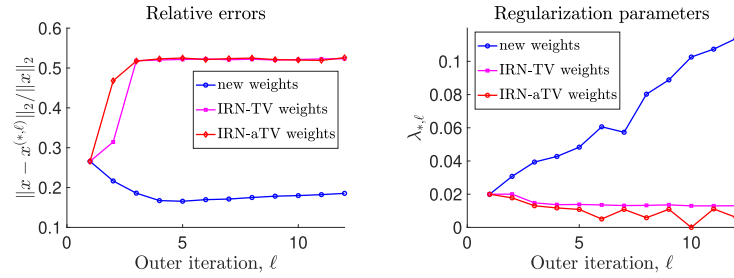 Relative errors
‖x − x^(*,ℓ)‖₂/‖x‖₂
0.6
0.5
0.4
0.3
0.2
0.1
new weights
IRN-TV weights
IRN-aTV weights
0
5
10
Outer iteration, ℓ
Regularization parameters
λ_{*,ℓ}
0.1
0.08
0.06
0.04
0.02
0
new weights
IRN-TV weights
IRN-aTV weights
0
5
10
Outer iteration, ℓ